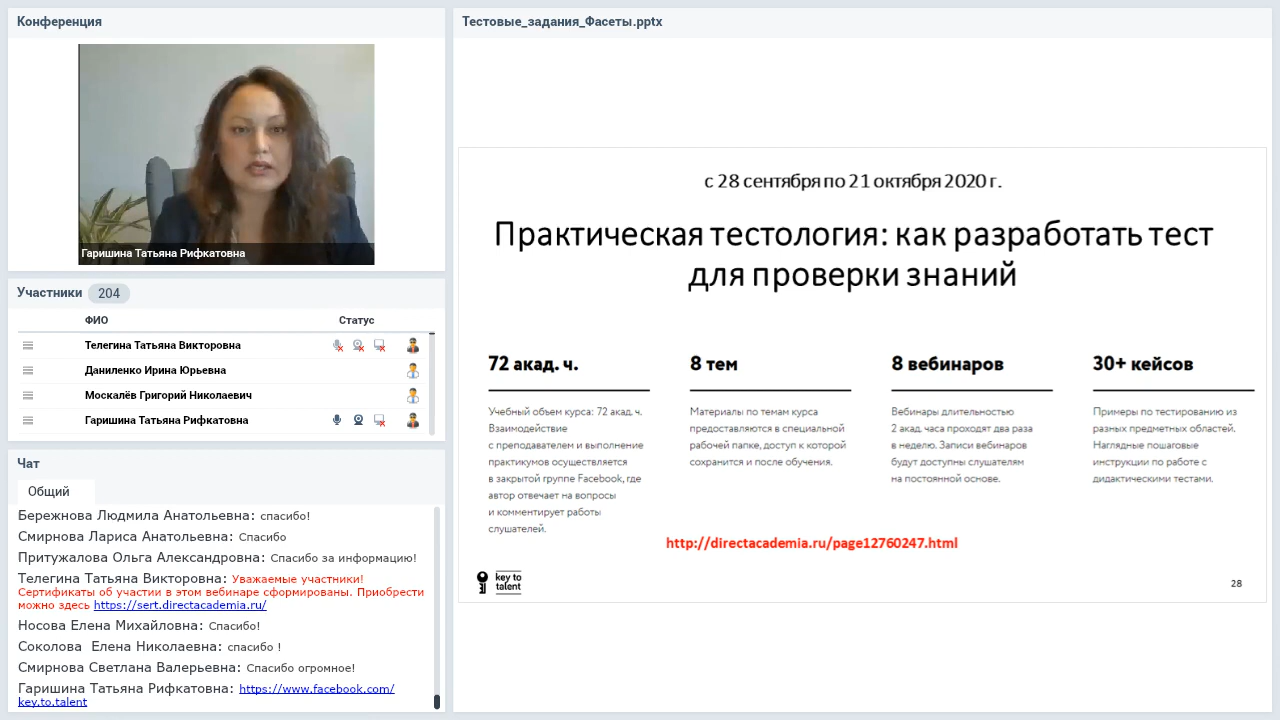 Конференция
Гаришина Татьяна Рифкатовна
Участники 204
ФИО Статус
Телегина Татьяна Викторовна
Даниленко Ирина Юрьевна
Москалёв Григорий Николаевич
Гаришина Татьяна Рифкатовна
Чат
Общий
Бережнова Людмила Анатольевна: спасибо!
Смирнова Лариса Анатольевна: Спасибо
Притужалова Ольга Александровна: Спасибо за информацию!
Телегина Татьяна Викторовна: Уважаемые участники!
Сертификаты об участии в этом вебинаре сформированы. Приобрести
можно здесь https://sert.directacademia.ru/
Носова Елена Михайловна: Спасибо!
Соколова Елена Николаевна: спасибо !
Смирнова Светлана Валерьевна: Спасибо огромное!
Гаришина Татьяна Рифкатовна: https://www.facebook.com/
key.to.talent
Тестовые_задания_Фасеты.pptx
с 28 сентября по 21 октября 2020 г.
Практическая тестология: как разработать тест
для проверки знаний
72 акад. ч.
Учебный объем курса: 72 акад. ч.
Взаимодействие
с преподавателем и выполнение
практикумов осуществляется
в закрытой группе Facebook, где
автор отвечает на вопросы
и комментирует работы
слушателей.
8 тем
Материалы по темам курса
предоставляются в специальной
рабочей папке, доступ к которой
сохранится и после обучения.
8 вебинаров
Вебинары длительностью
2 акад. часа проходят два раза
в неделю. Записи вебинаров
будут доступны слушателям
на постоянной основе.
30+ кейсов
Примеры по тестированию из
разных предметных областей.
Наглядные пошаговые
инструкции по работе с
дидактическими тестами.
http://directacademia.ru/page12760247.html
key to
talent
28